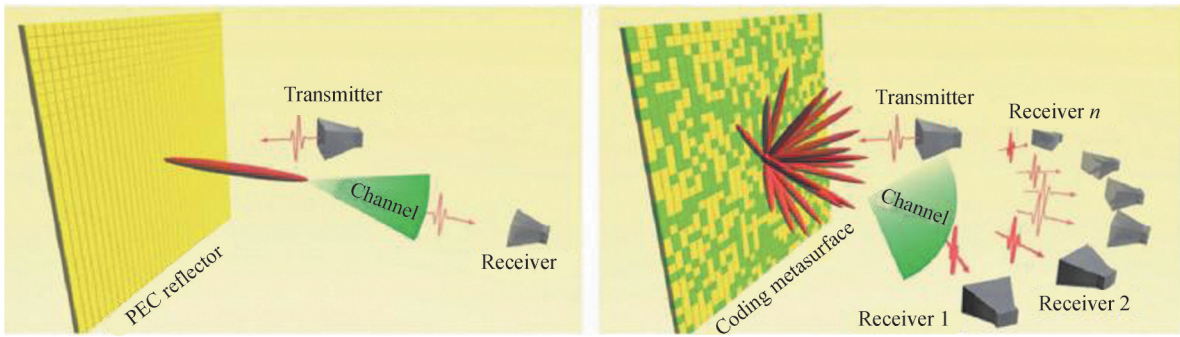 Transmitter
Channel
Receiver
PEC reflector
Transmitter
Receiver n
Channel
Coding metasurface
Receiver 1
Receiver 2